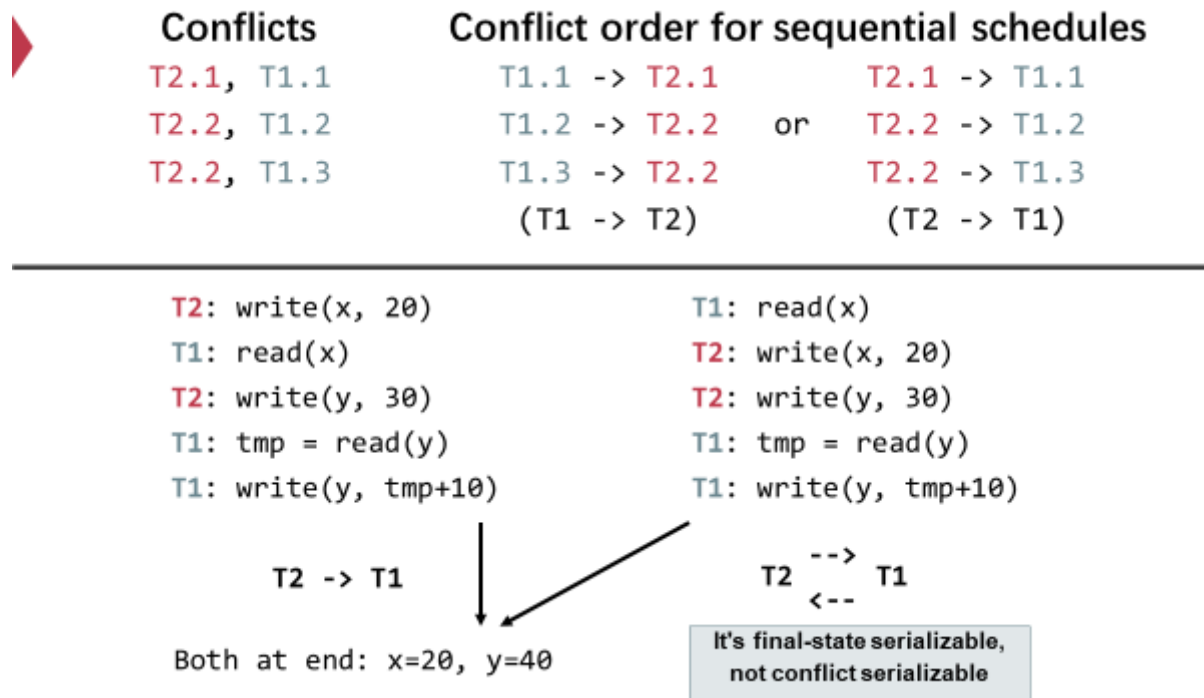 Conflicts
Conflict order for sequential schedules
T2.1, T1.1
T1.1 -> T2.1
T2.1 -> T1.1
T2.2, T1.2
T1.2 -> T2.2
or
T2.2 -> T1.2
T2.2, T1.3
T1.3 -> T2.2
T2.2 -> T1.3
(T1 -> T2)
(T2 -> T1)
T2: write(x, 20)
T1: read(x)
T2: write(y, 30)
T1: tmp = read(y)
T1: write(y, tmp+10)
T2 -> T1
T1: read(x)
T2: write(x, 20)
T2: write(y, 30)
T1: tmp = read(y)
T1: write(y, tmp+10)
-->
T2 T1
<--
Both at end: x=20, y=40
It's final-state serializable,
not conflict serializable